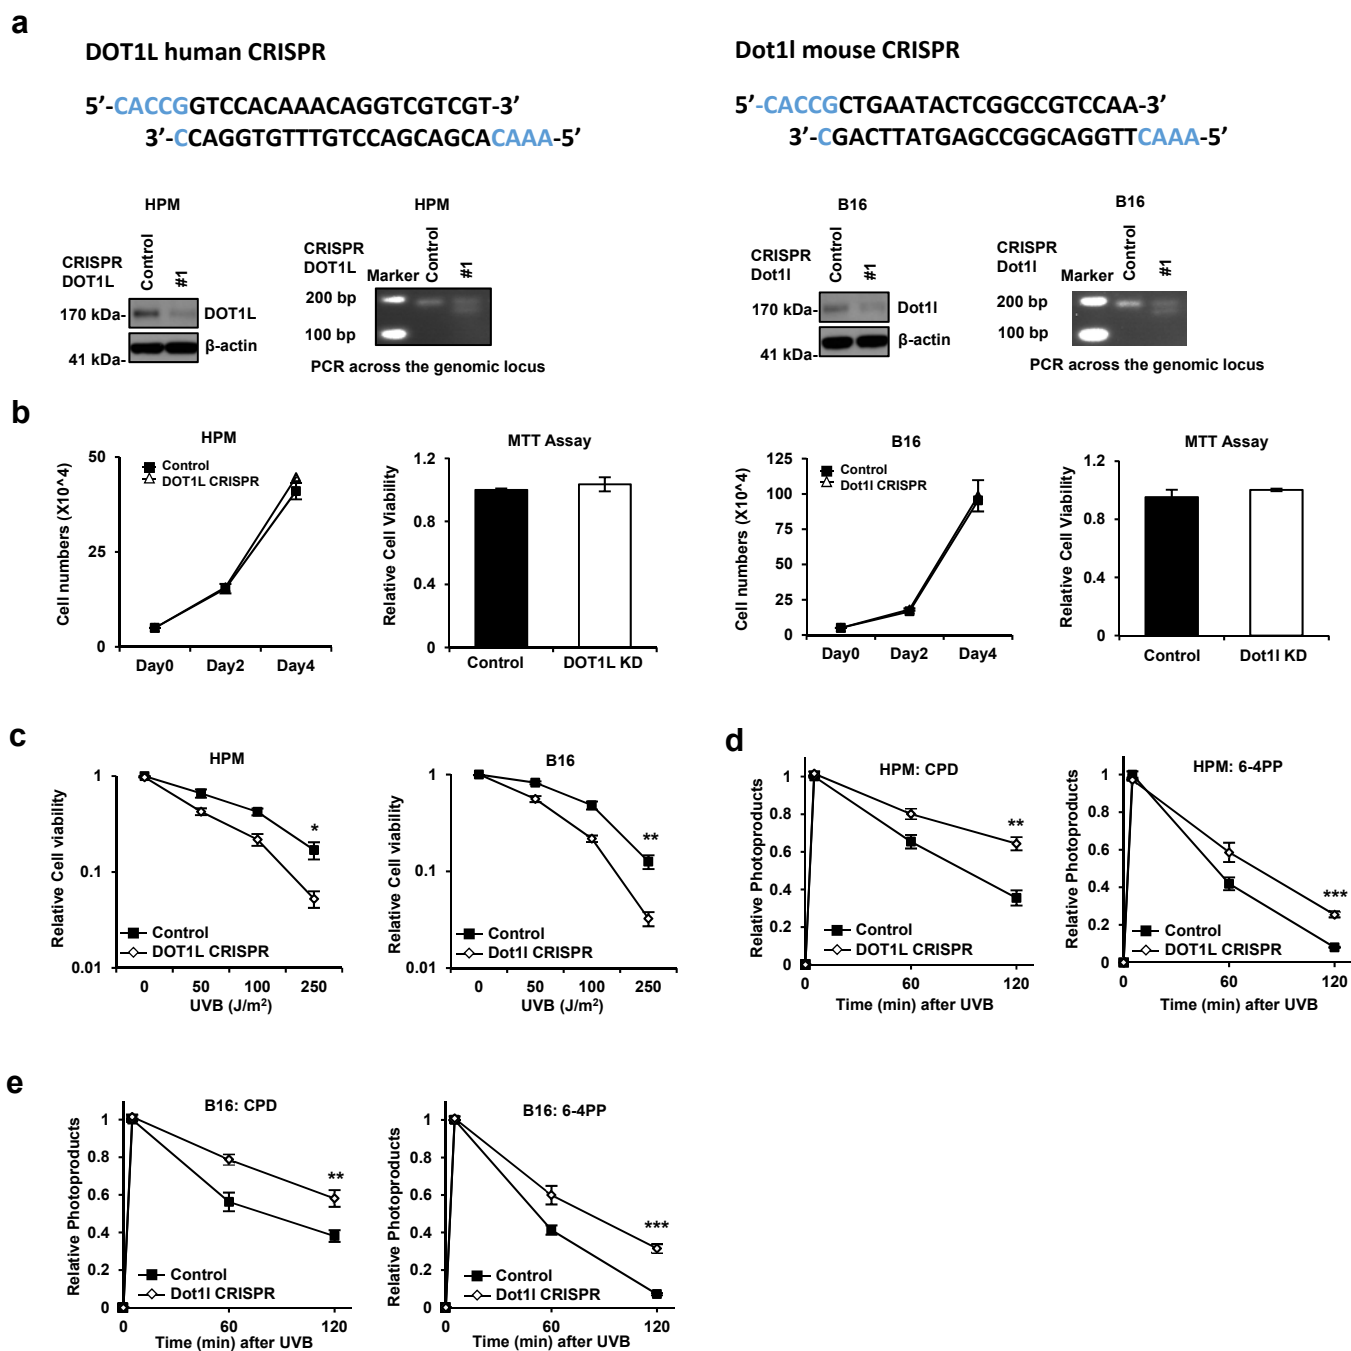 a
DOT1L human CRISPR
5’-CACCGGTCCACAAACAGGTCGTCGT-3’
3’-CCAGGTGTTTGTCCAGCAGCACAAA-5’
HPM
CRISPR
DOT1L
Control
#1
170 kDa-
DOT1L
41 kDa-
β-actin
HPM
CRISPR
DOT1L
Marker
Control
#1
200 bp
100 bp
PCR across the genomic locus
Dot1l mouse CRISPR
5’-CACCGCTGAATACTCGGCCGTCCAA-3’
3’-CGACTTATGAGCCGGCAGGTTCAAA-5’
B16
CRISPR
Dot1l
Control
#1
170 kDa-
Dot1l
41 kDa-
β-actin
B16
CRISPR
Dot1l
Marker
Control
#1
200 bp
100 bp
PCR across the genomic locus
b
HPM
Control
DOT1L CRISPR
Cell numbers (X10^4)
50
25
0
Day0 Day2 Day4
MTT Assay
Relative Cell Viability
1.2
0.8
0.4
0
Control DOT1L KD
B16
Control
Dot1l CRISPR
Cell numbers (X10^4)
125
100
75
50
25
0
Day0 Day2 Day4
MTT Assay
Relative Cell Viability
1.2
0.8
0.4
0
Control Dot1l KD
c
HPM
Relative Cell viability
1
0.1
0.01
*
Control
DOT1L CRISPR
0 50 100 250
UVB (J/m²)
B16
Relative Cell viability
1
0.1
0.01
**
Control
Dot1l CRISPR
0 50 100 250
UVB (J/m²)
d
HPM: CPD
Relative Photoproducts
1
0.8
0.6
0.4
0.2
0
**
Control
DOT1L CRISPR
0 60 120
Time (min) after UVB
HPM: 6-4PP
Relative Photoproducts
1
0.8
0.6
0.4
0.2
0
***
Control
DOT1L CRISPR
0 60 120
Time (min) after UVB
e
B16: CPD
Relative Photoproducts
1
0.8
0.6
0.4
0.2
0
**
Control
Dot1l CRISPR
0 60 120
Time (min) after UVB
B16: 6-4PP
Relative Photoproducts
1
0.8
0.6
0.4
0.2
0
***
Control
Dot1l CRISPR
0 60 120
Time (min) after UVB